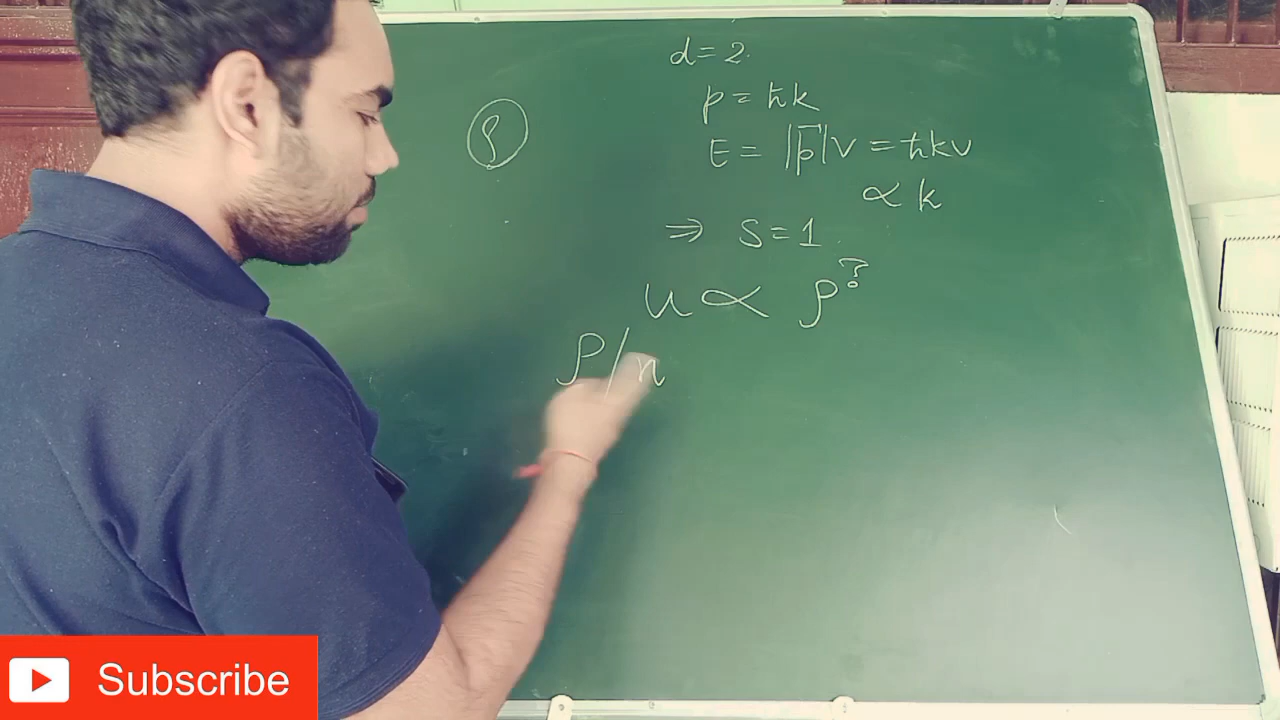 d = 2.
p = ħk
E = |p̄|v = ħkv
∝ k
⇒ S = 1
u ∝ ρ^?
ρ
ρ/n
Subscribe